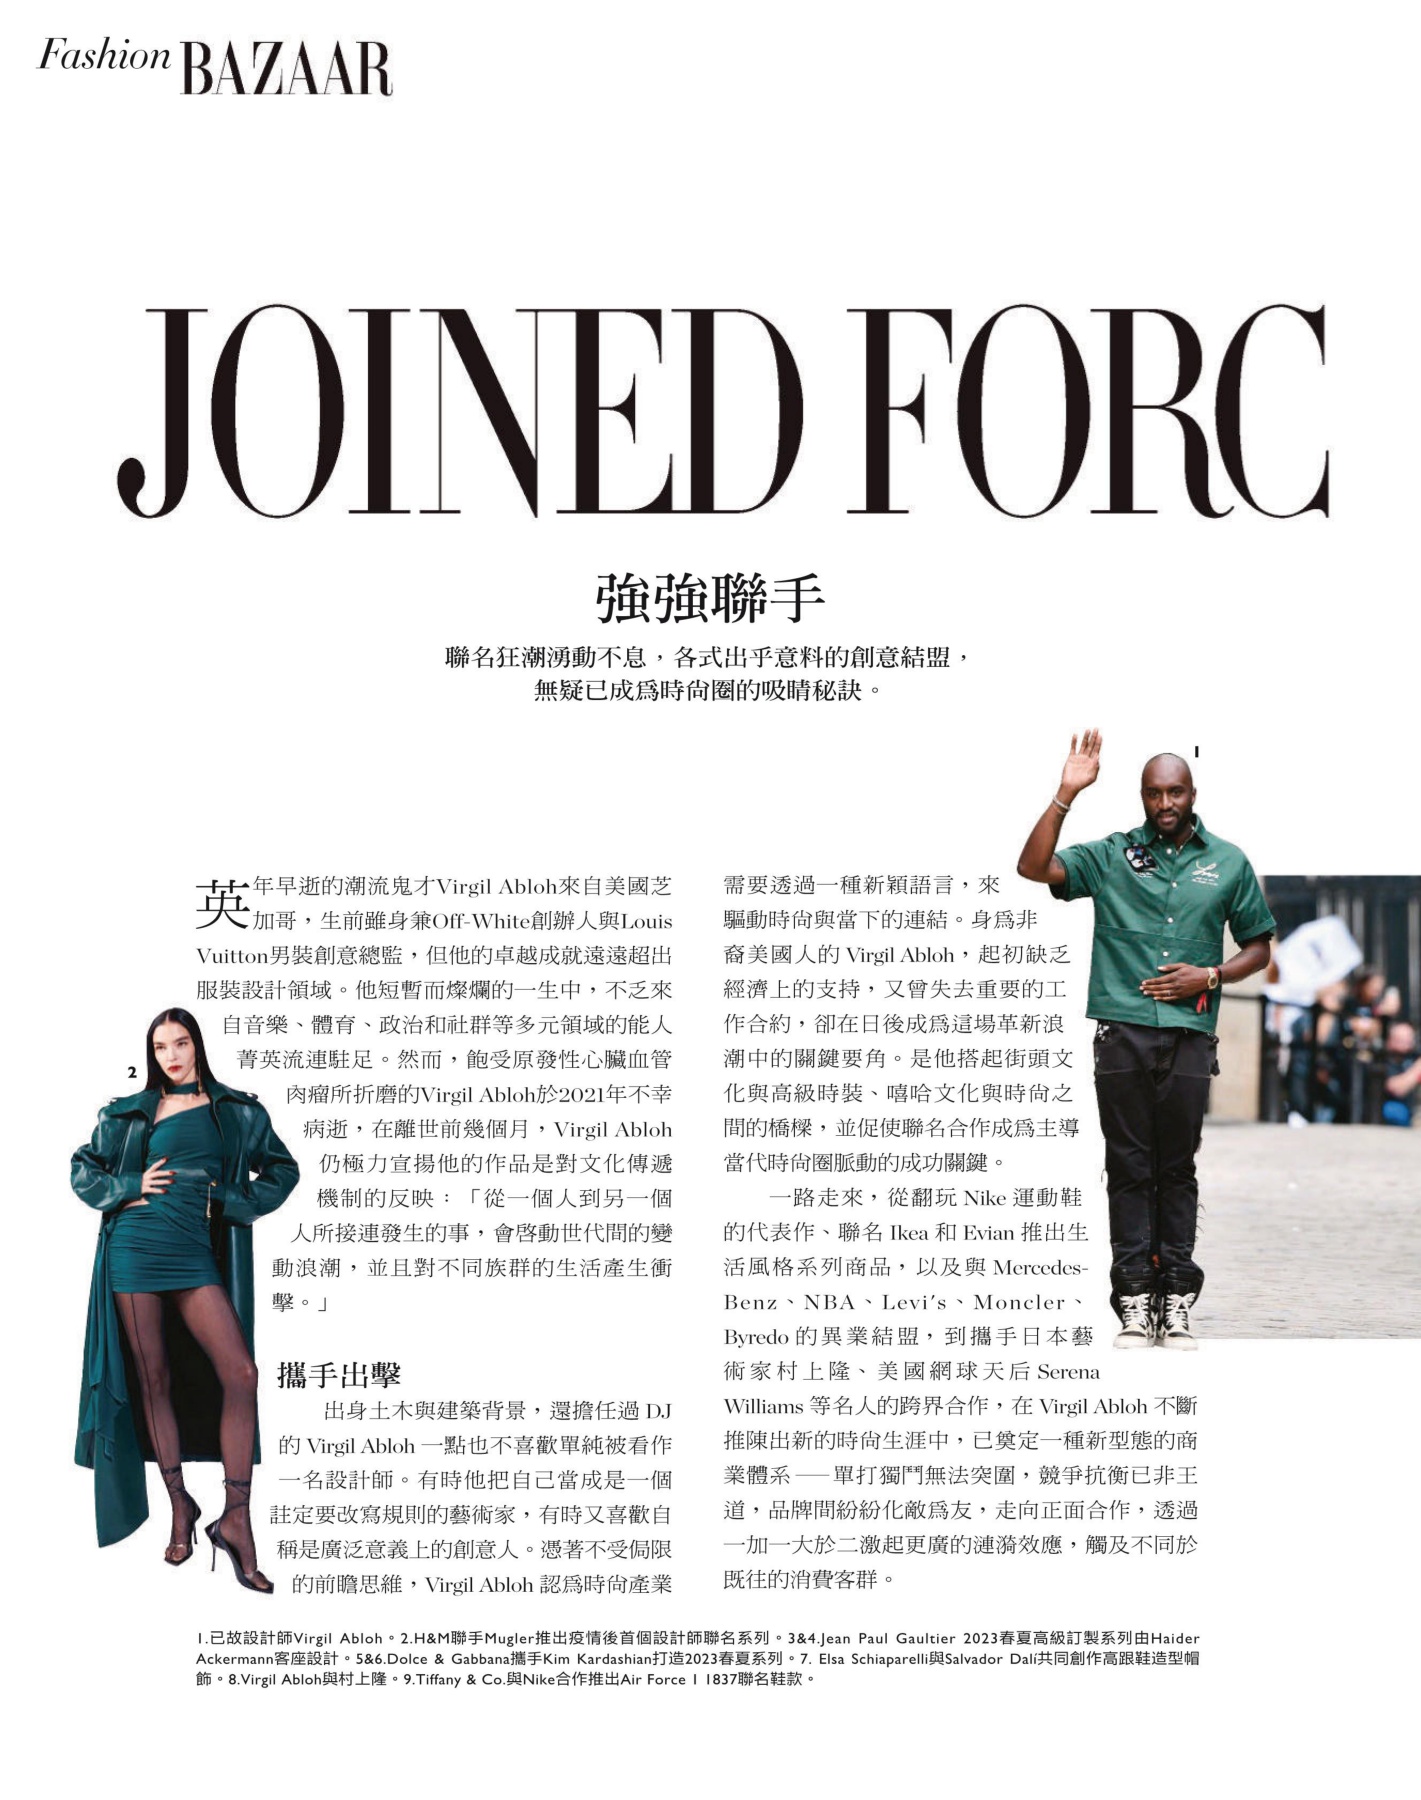 Fashion BAZAAR
JOINED FORC
強強聯手
聯名狂潮湧動不息，各式出乎意料的創意結盟，
無疑已成爲時尙圈的吸睛秘訣。
1
英年早逝的潮流鬼才Virgil Abloh來自美國芝
加哥，生前雖身兼Off-White創辦人與Louis
Vuitton男裝創意總監，但他的卓越成就遠遠超出
服裝設計領域。他短暫而燦爛的一生中，不乏來
自音樂、體育、政治和社群等多元領域的能人
菁英流連駐足。然而，飽受原發性心臟血管
肉瘤所折磨的Virgil Abloh於2021年不幸
病逝，在離世前幾個月，Virgil Abloh
仍極力宣揚他的作品是對文化傳遞
機制的反映：「從一個人到另一個
人所接連發生的事，會啓動世代間的變
動浪潮，並且對不同族群的生活產生衝
擊。」
2
攜手出擊
出身土木與建築背景，還擔任過 DJ
的 Virgil Abloh 一點也不喜歡單純被看作
一名設計師。有時他把自己當成是一個
註定要改寫規則的藝術家，有時又喜歡自
稱是廣泛意義上的創意人。憑著不受侷限
的前瞻思維，Virgil Abloh 認爲時尙產業
需要透過一種新穎語言，來
驅動時尙與當下的連結。身爲非
裔美國人的 Virgil Abloh，起初缺乏
經濟上的支持，又曾失去重要的工
作合約，卻在日後成爲這場革新浪
潮中的關鍵要角。是他搭起街頭文
化與高級時裝、嘻哈文化與時尙之
間的橋樑，並促使聯名合作成爲主導
當代時尙圈脈動的成功關鍵。
一路走來，從翻玩 Nike 運動鞋
的代表作、聯名 Ikea 和 Evian 推出生
活風格系列商品，以及與 Mercedes-
Benz、NBA、Levi's、Moncler、
Byredo 的異業結盟，到攜手日本藝
術家村上隆、美國網球天后 Serena
Williams 等名人的跨界合作，在 Virgil Abloh 不斷
推陳出新的時尙生涯中，已奠定一種新型態的商
業體系──單打獨鬥無法突圍，競爭抗衡已非王
道，品牌間紛紛化敵爲友，走向正面合作，透過
一加一大於二激起更廣的漣漪效應，觸及不同於
既往的消費客群。
1.已故設計師Virgil Abloh。2.H&M聯手Mugler推出疫情後首個設計師聯名系列。3&4.Jean Paul Gaultier 2023春夏高級訂製系列由Haider
Ackermann客座設計。5&6.Dolce & Gabbana攜手Kim Kardashian打造2023春夏系列。7. Elsa Schiaparelli與Salvador Dalí共同創作高跟鞋造型帽
飾。8.Virgil Abloh與村上隆。9.Tiffany & Co.與Nike合作推出Air Force 1 1837聯名鞋款。